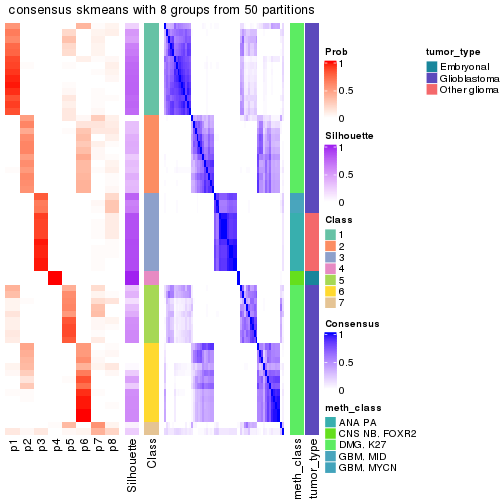 consensus skmeans with 8 groups from 50 partitions
Prob
1
0.5
0
Silhouette
1
0.5
0
Class
1
2
3
4
5
6
7
Consensus
1
0.5
0
meth_class
ANA PA
CNS NB. FOXR2
DMG. K27
GBM. MID
GBM. MYCN
tumor_type
Embryonal
Glioblastoma
Other glioma
p1
p2
p3
p4
p5
p6
p7
p8
Silhouette
Class
meth_class
tumor_type